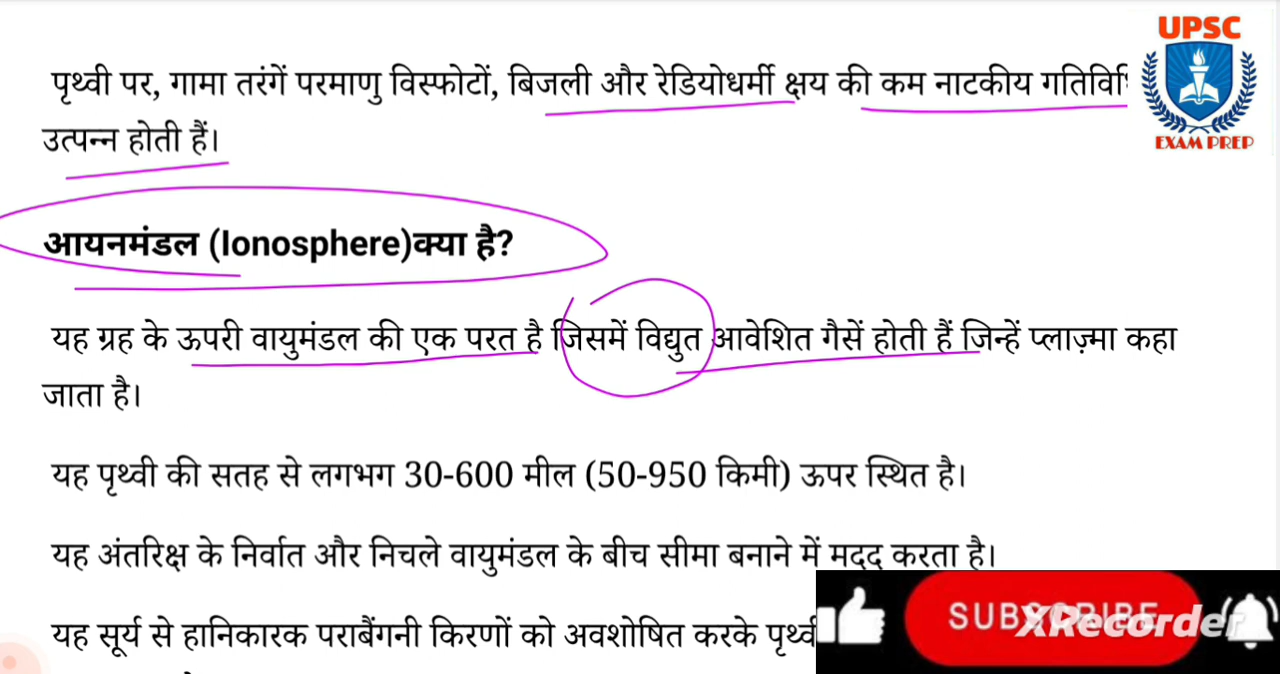 UPSC
पृथ्वी पर, गामा तरंगें परमाणु विस्फोटों, बिजली और रेडियोधर्मी क्षय की कम नाटकीय
उत्पन्न होती हैं।
EXAM PREP
आयनमंडल (Ionosphere)क्या है?
यह ग्रह के ऊपरी वायुमंडल की एक परत है जिसमें विद्युत आवेशित गैसें होती हैं जिन्हें प्लाज़्मा कहा
जाता है।
यह पृथ्वी की सतह से लगभग 30-600 मील (50-950 किमी) ऊपर स्थित है।
यह अंतरिक्ष के निर्वात और निचले वायुमंडल के बीच सीमा बनाने में मदद करता है।
यह सूर्य से हानिकारक पराबैंगनी किरणों को अवशोषित करके पृथ्वी
SUBSCRIBE
XRecorder